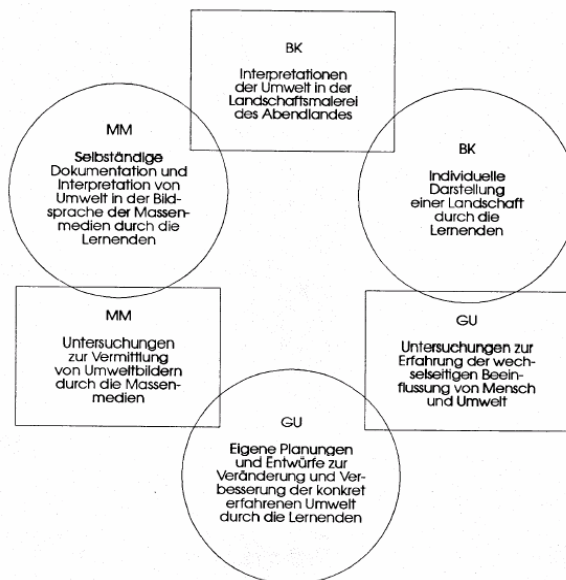 BK
Interpretationen
der Umwelt in der
Landschaftsmalerei
des Abendlandes
MM
Selbständige
Dokumentation und
Interpretation von
Umwelt in der Bild-
sprache der Massen-
medien durch die
Lernenden
BK
Individuelle
Darstellung
einer Landschaft
durch die
Lernenden
MM
Untersuchungen
zur Vermittlung
von Umweltbildern
durch die Massen-
medien
GU
Untersuchungen zur
Erfahrung der wech-
selseitigen Beein-
flussung von Mensch
und Umwelt
GU
Eigene Planungen
und Entwürfe zur
Veränderung und Ver-
besserung der konkret
erfahrenen Umwelt
durch die Lernenden